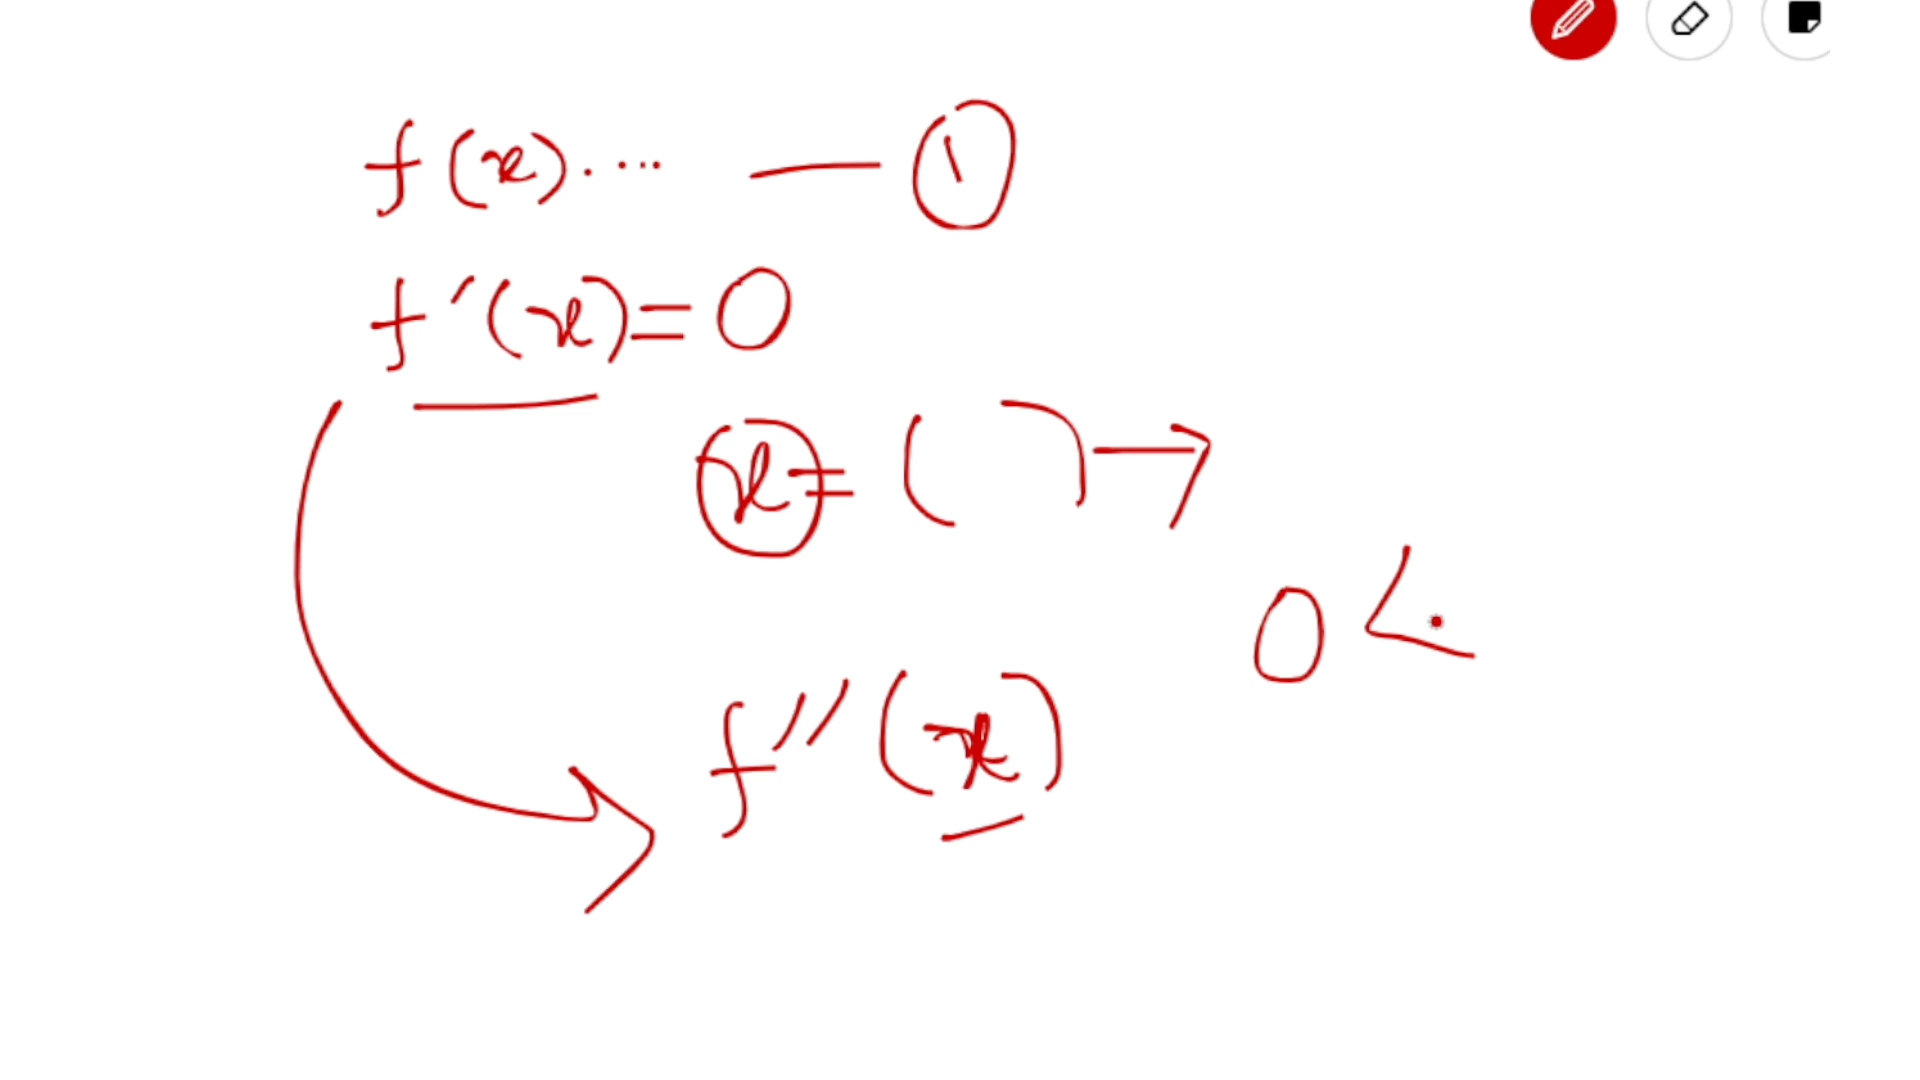 f(x).... — 1
f'(x)=0
x= ( ) →
0 <
f''(x)